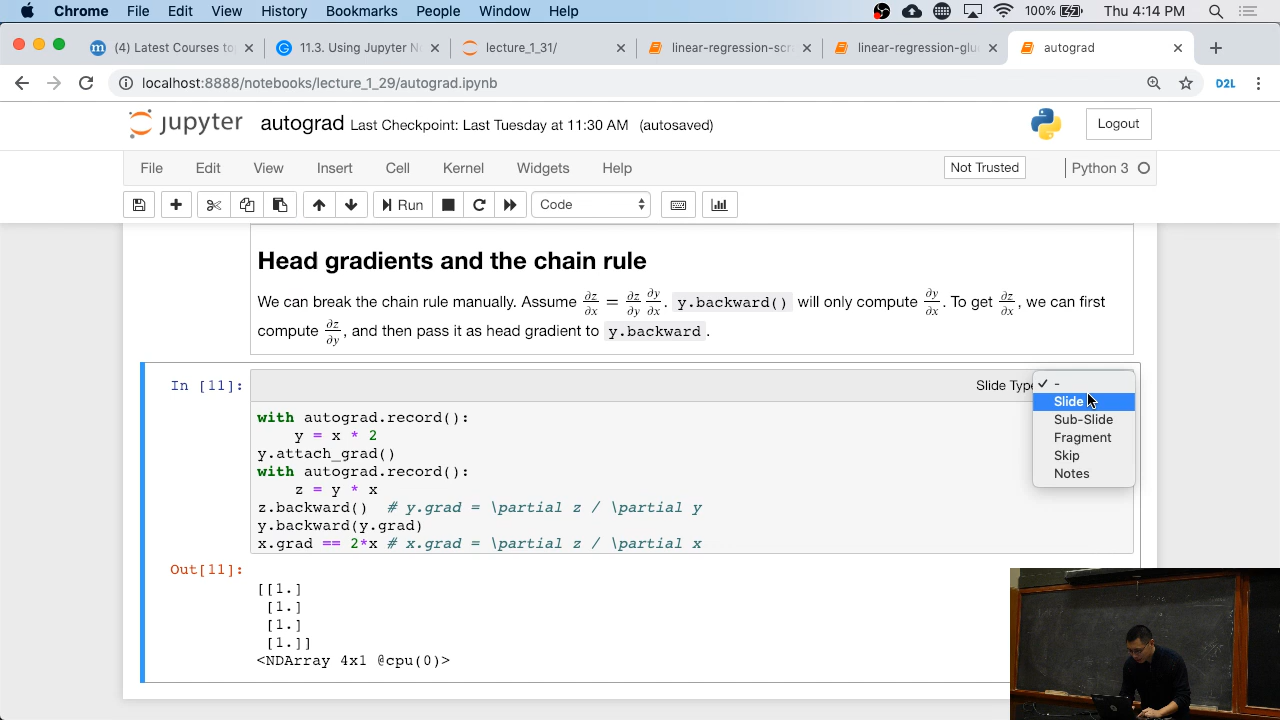 Chrome File Edit View History Bookmarks People Window Help 100% Thu 4:14 PM
(4) Latest Courses to 11.3. Using Jupyter N lecture_1_31/ linear-regression-scr linear-regression-glu autograd
localhost:8888/notebooks/lecture_1_29/autograd.ipynb D2L
jupyter autograd Last Checkpoint: Last Tuesday at 11:30 AM (autosaved) Logout
File Edit View Insert Cell Kernel Widgets Help Not Trusted Python 3
Run Code
Head gradients and the chain rule
We can break the chain rule manually. Assume ∂z/∂x = ∂z/∂y ∂y/∂x. y.backward() will only compute ∂y/∂x. To get ∂z/∂x, we can first
compute ∂z/∂y, and then pass it as head gradient to y.backward.
In [11]: Slide Type -
Slide
Sub-Slide
Fragment
Skip
Notes
with autograd.record():
    y = x * 2
y.attach_grad()
with autograd.record():
    z = y * x
z.backward()  # y.grad = \partial z / \partial y
y.backward(y.grad)
x.grad == 2*x # x.grad = \partial z / \partial x
Out[11]:
[[1.]
 [1.]
 [1.]
 [1.]]
<NDArray 4x1 @cpu(0)>